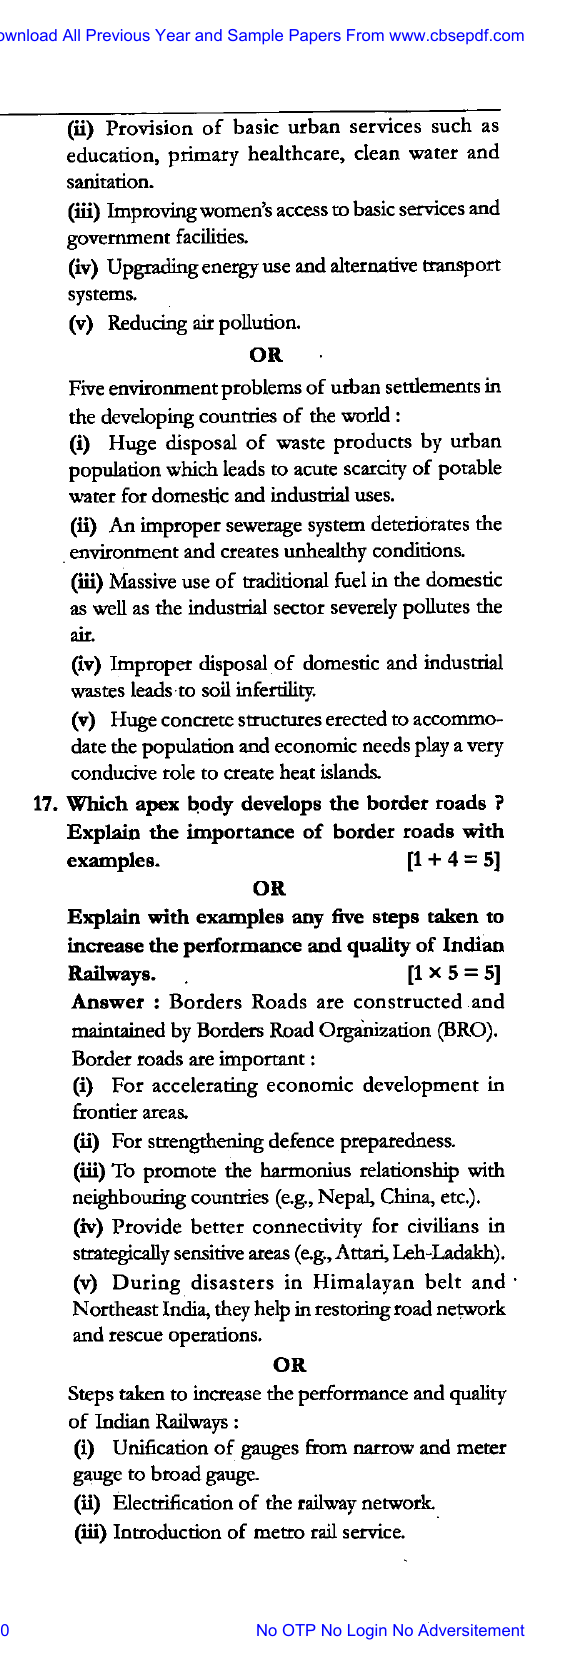 ownload All Previous Year and Sample Papers From www.cbsepdf.com
(ii) Provision of basic urban services such as
education, primary healthcare, clean water and
sanitation.
(iii) Improving women's access to basic services and
government facilities.
(iv) Upgrading energy use and alternative transport
systems.
(v) Reducing air pollution.
OR
Five environment problems of urban settlements in
the developing countries of the world :
(i) Huge disposal of waste products by urban
population which leads to acute scarcity of potable
water for domestic and industrial uses.
(ii) An improper sewerage system deteriorates the
environment and creates unhealthy conditions.
(iii) Massive use of traditional fuel in the domestic
as well as the industrial sector severely pollutes the
air.
(iv) Improper disposal of domestic and industrial
wastes leads to soil infertility.
(v) Huge concrete structures erected to accommo-
date the population and economic needs play a very
conducive role to create heat islands.
17. Which apex body develops the border roads ?
Explain the importance of border roads with
examples. [1 + 4 = 5]
OR
Explain with examples any five steps taken to
increase the performance and quality of Indian
Railways. [1 × 5 = 5]
Answer : Borders Roads are constructed and
maintained by Borders Road Organization (BRO).
Border roads are important :
(i) For accelerating economic development in
frontier areas.
(ii) For strengthening defence preparedness.
(iii) To promote the harmonius relationship with
neighbouring countries (e.g., Nepal, China, etc.).
(iv) Provide better connectivity for civilians in
strategically sensitive areas (e.g., Attari, Leh-Ladakh).
(v) During disasters in Himalayan belt and
Northeast India, they help in restoring road network
and rescue operations.
OR
Steps taken to increase the performance and quality
of Indian Railways :
(i) Unification of gauges from narrow and meter
gauge to broad gauge.
(ii) Electrification of the railway network.
(iii) Introduction of metro rail service.
0 No OTP No Login No Adversitement